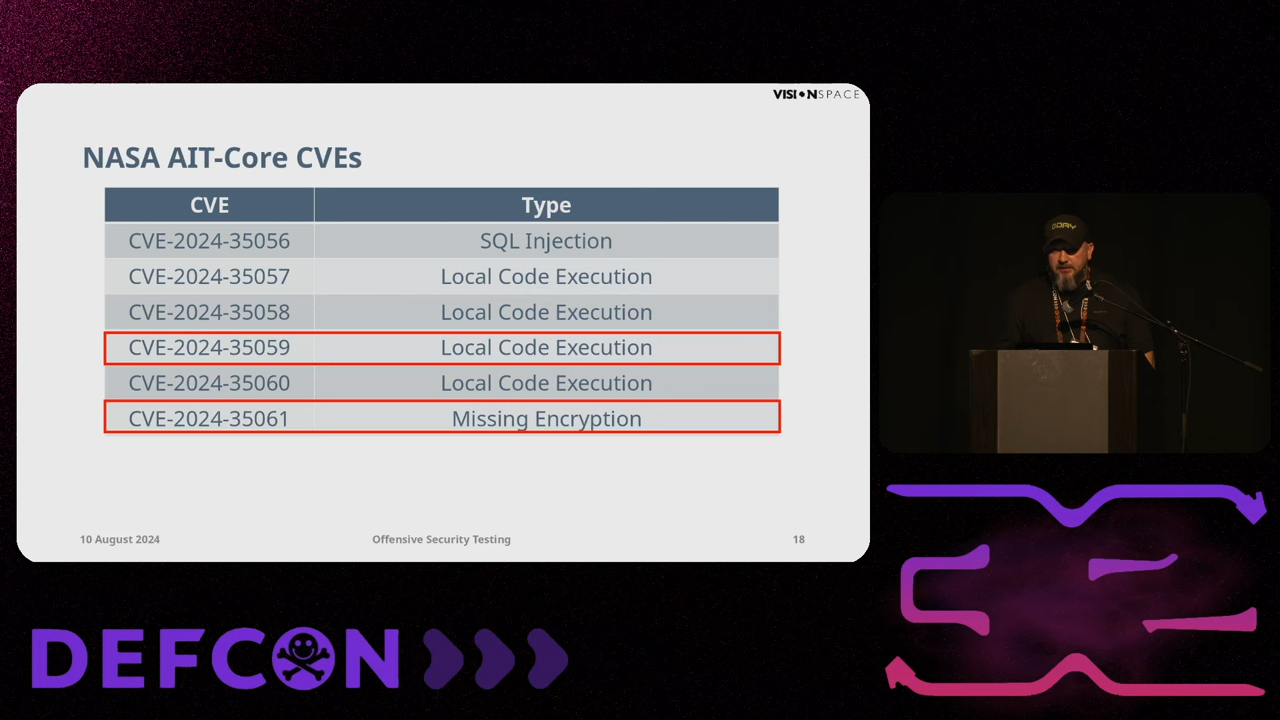 VISI•NSPACE
NASA AIT-Core CVEs
CVE Type
CVE-2024-35056 SQL Injection
CVE-2024-35057 Local Code Execution
CVE-2024-35058 Local Code Execution
CVE-2024-35059 Local Code Execution
CVE-2024-35060 Local Code Execution
CVE-2024-35061 Missing Encryption
10 August 2024 Offensive Security Testing 18
DEFCON